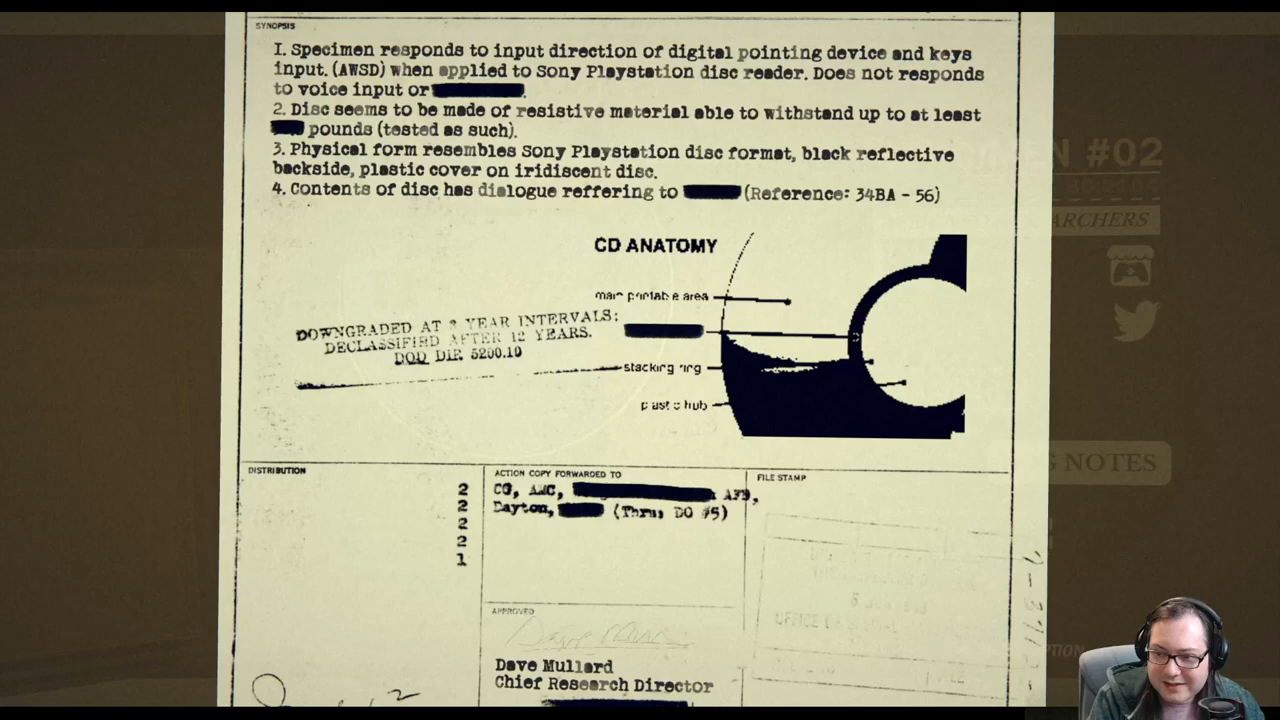 SYNOPSIS
1. Specimen responds to input direction of digital pointing device and keys
input. (AWSD) when applied to Sony Playstation disc reader. Does not responds
to voice input or
2. Disc seems to be made of resistive material able to withstand up to at least
pounds (tested as such).
3. Physical form resembles Sony Playstation disc format, black reflective
backside, plastic cover on iridiscent disc.
4. Contents of disc has dialogue reffering to (Reference: 34BA - 56)
#02
ARCHERS
CD ANATOMY
main printable area
DOWNGRADED AT 3 YEAR INTERVALS;
DECLASSIFIED AFTER 12 YEARS.
DOD DIR 5200.10
stacking ring
plastic hub
NOTES
DISTRIBUTION
2
2
2
2
1
ACTION COPY FORWARDED TO
CG, AMC, AFB,
Dayton, (Thru: DO #5)
FILE STAMP
APPROVED
Dave Mullard
Chief Research Director